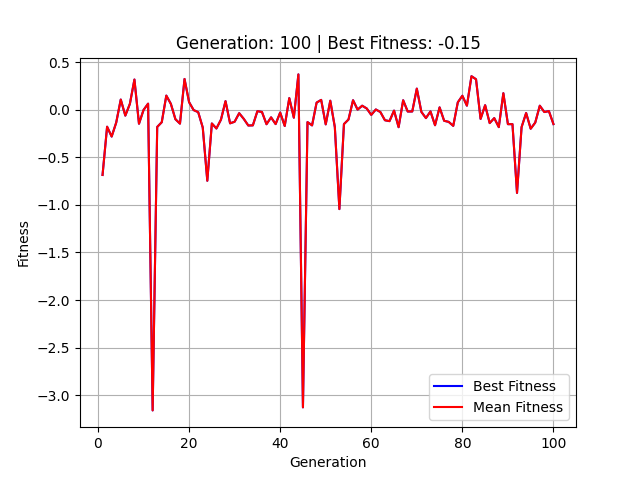 Generation: 100 | Best Fitness: -0.15
Fitness
0.5
0.0
−0.5
−1.0
−1.5
−2.0
−2.5
−3.0
Best Fitness
Mean Fitness
0 20 40 60 80 100
Generation